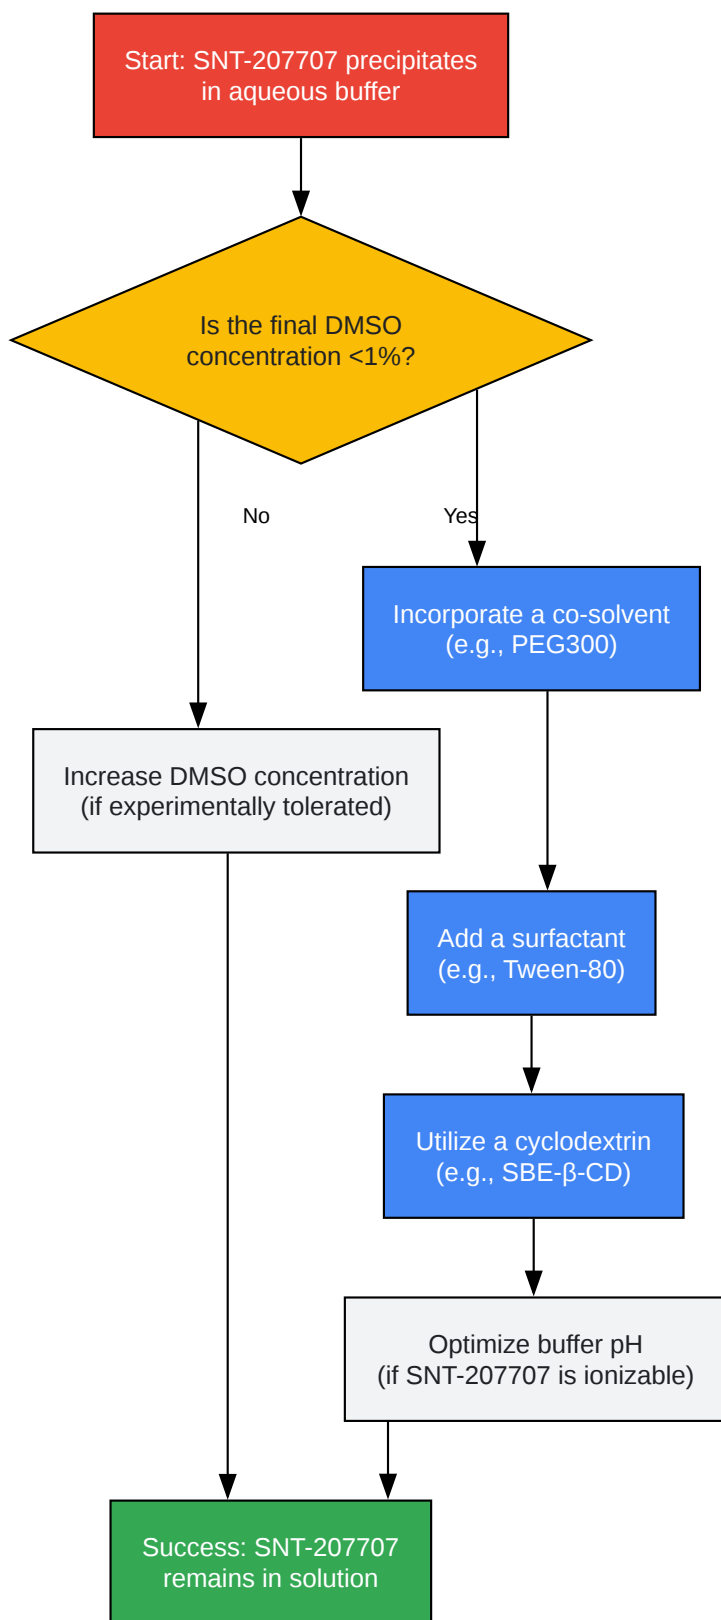 Start: SNT-207707 precipitates
in aqueous buffer
Is the final DMSO
concentration <1%?
No
Yes
Incorporate a co-solvent
(e.g., PEG300)
Increase DMSO concentration
(if experimentally tolerated)
Add a surfactant
(e.g., Tween-80)
Utilize a cyclodextrin
(e.g., SBE-β-CD)
Optimize buffer pH
(if SNT-207707 is ionizable)
Success: SNT-207707
remains in solution